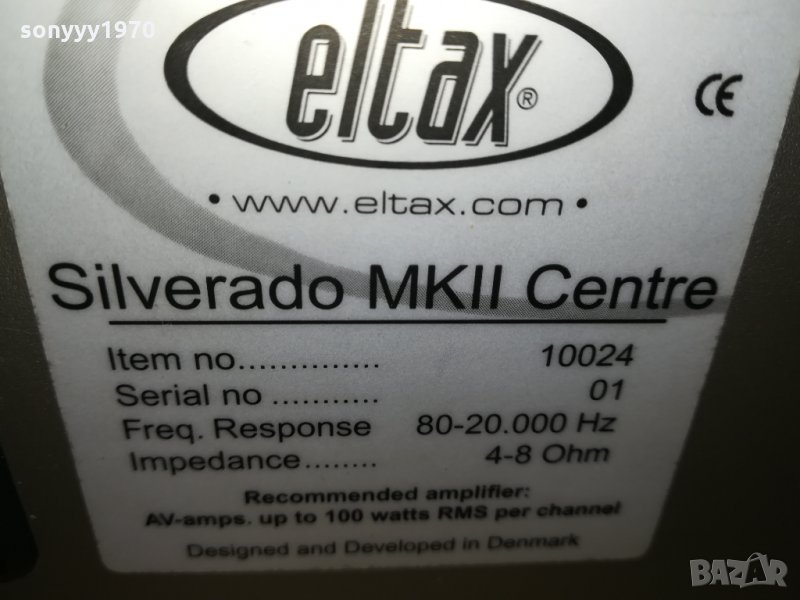 sonyyy1970
eltax®
CE
• www.eltax.com •
Silverado MKII Centre
Item no............... 10024
Serial no ........... 01
Freq. Response 80-20.000 Hz
Impedance........ 4-8 Ohm
Recommended amplifier:
AV-amps. up to 100 watts RMS per channel
Designed and Developed in Denmark
BAZAR